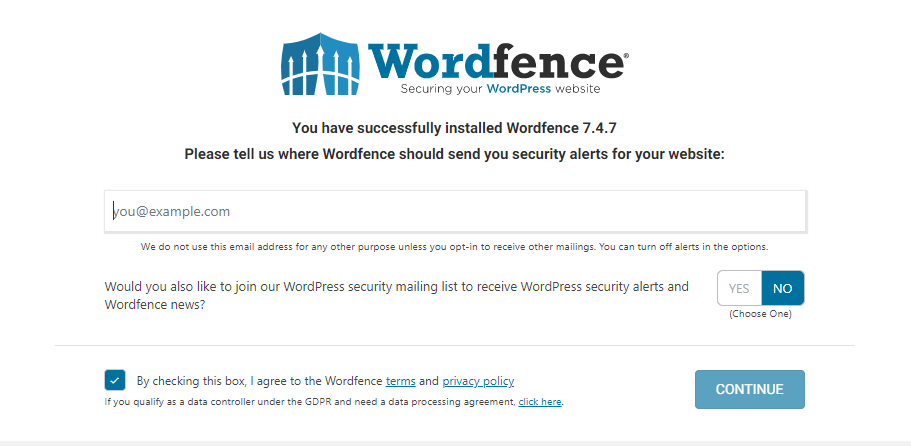 Wordfence®
Securing your WordPress website
You have successfully installed Wordfence 7.4.7
Please tell us where Wordfence should send you security alerts for your website:
you@example.com
We do not use this email address for any other purpose unless you opt-in to receive other mailings. You can turn off alerts in the options.
Would you also like to join our WordPress security mailing list to receive WordPress security alerts and
Wordfence news?
YES NO
(Choose One)
By checking this box, I agree to the Wordfence terms and privacy policy
If you qualify as a data controller under the GDPR and need a data processing agreement, click here.
CONTINUE